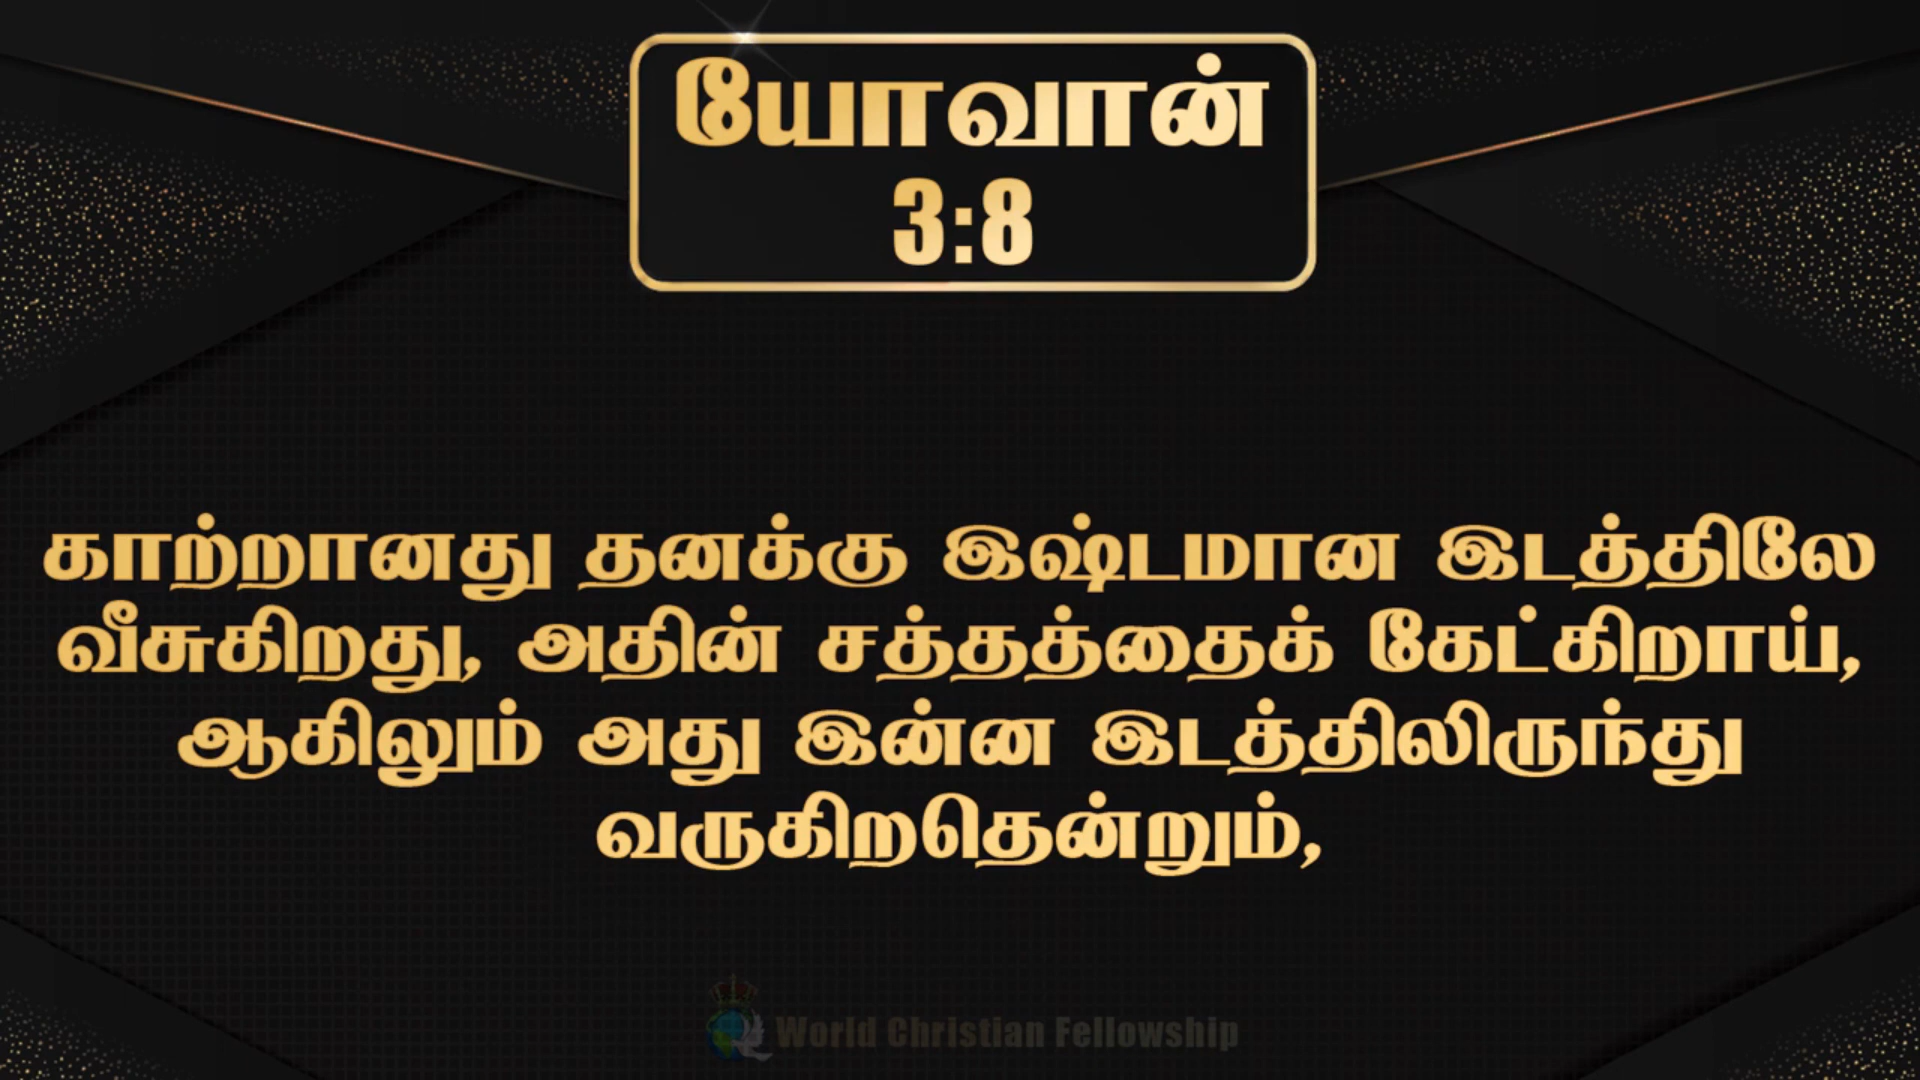 யோவான்
3:8
காற்றானது தனக்கு இஷ்டமான இடத்திலே
வீசுகிறது, அதின் சத்தத்தைக் கேட்கிறாய்,
ஆகிலும் அது இன்ன இடத்திலிருந்து
வருகிறதென்றும்,
World Christian Fellowship